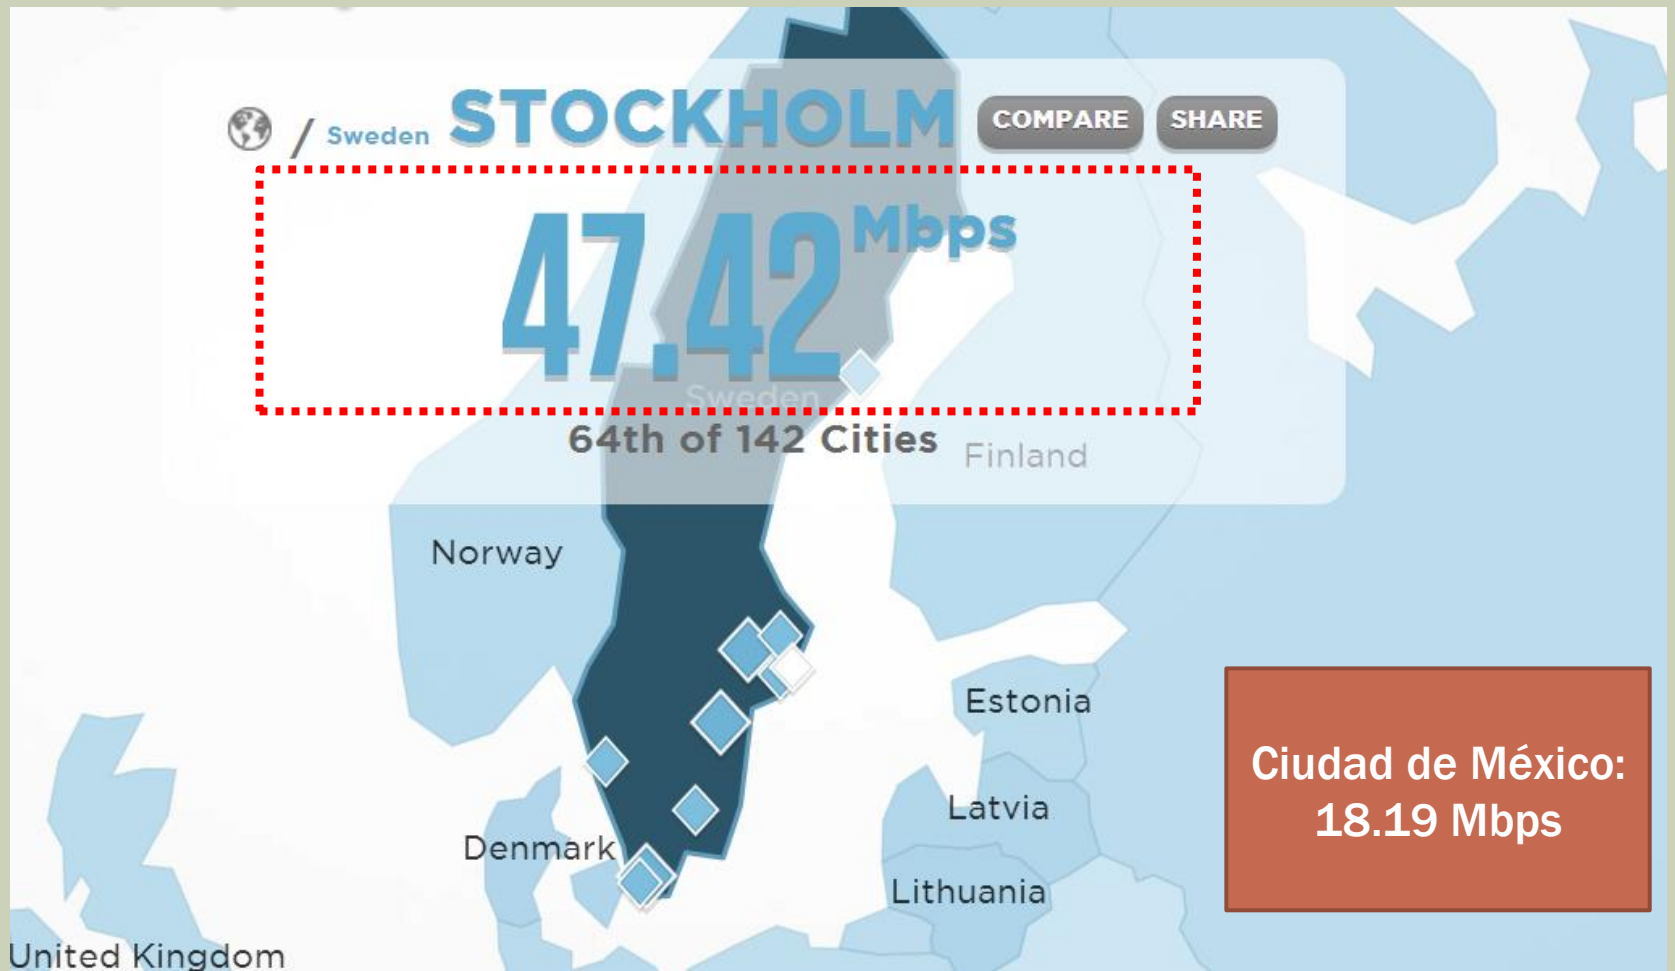 / Sweden STOCKHOLM COMPARE SHARE
47.42 Mbps
Sweden
64th of 142 Cities
Finland
Norway
Estonia
Ciudad de México:
18.19 Mbps
Latvia
Denmark
Lithuania
United Kingdom